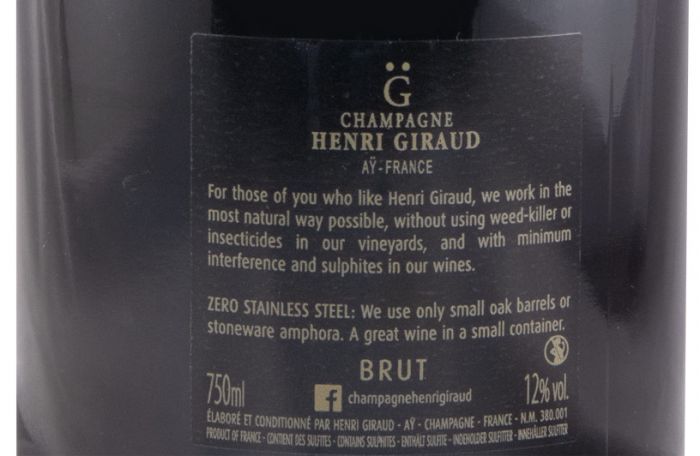 G̈
CHAMPAGNE
HENRI GIRAUD
AŸ - FRANCE
For those of you who like Henri Giraud, we work in the
most natural way possible, without using weed-killer or
insecticides in our vineyards, and with minimum
interference and sulphites in our wines.
ZERO STAINLESS STEEL: We use only small oak barrels or
stoneware amphora. A great wine in a small container.
BRUT
750ml f champagnehenrigiraud 12% vol.
ÉLABORÉ ET CONDITIONNÉ PAR HENRI GIRAUD - AŸ - CHAMPAGNE - FRANCE - N.M. 380.001
PRODUCT OF FRANCE - CONTIENT DES SULFITES - CONTAINS SULPHITES - ENTHÄLT SULFITE - INDEHOLDER SULFITTER - INNEHÅLLER SULFITER